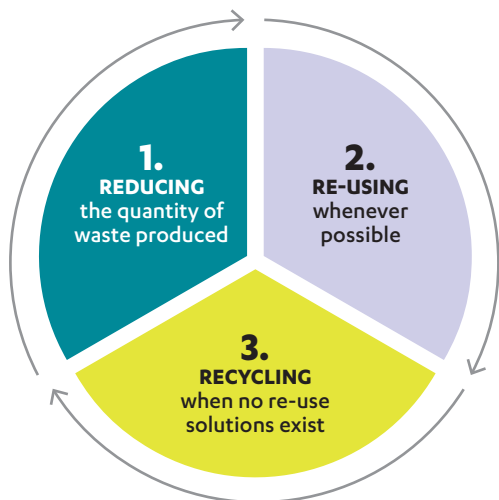 1.
REDUCING
the quantity of
waste produced
2.
RE-USING
whenever
possible
3.
RECYCLING
when no re-use
solutions exist